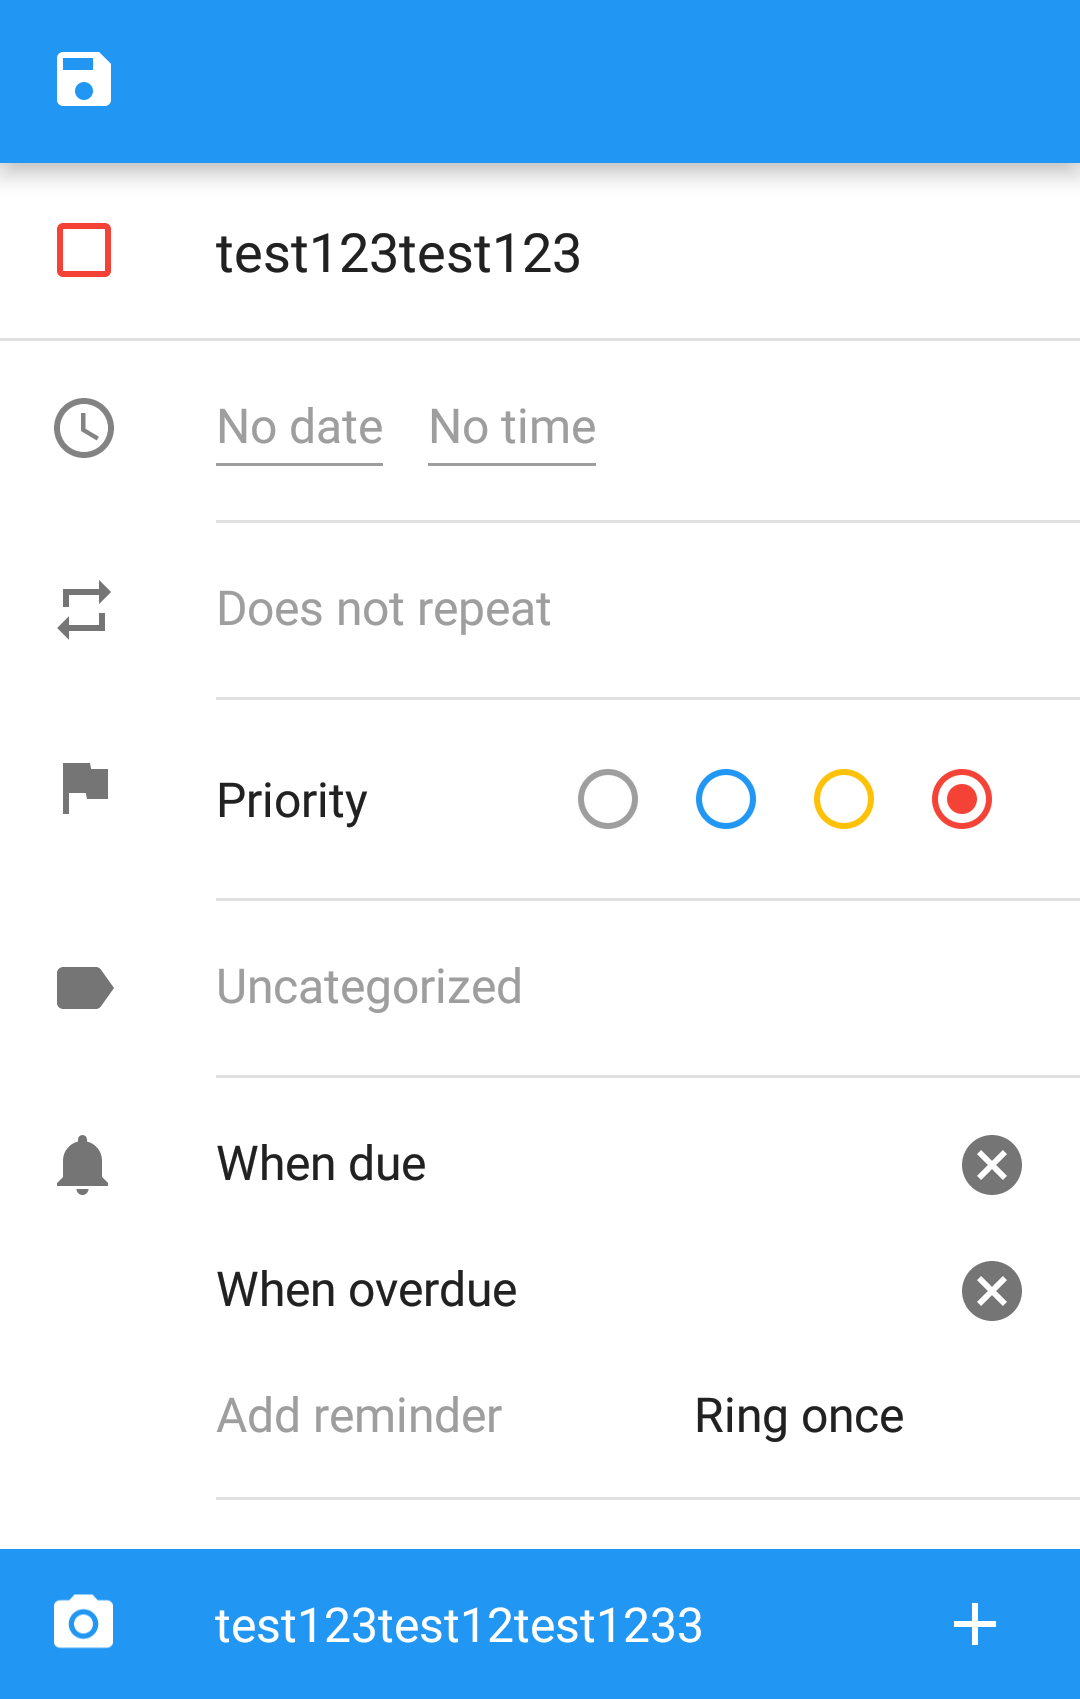 test123test123
No date No time
Does not repeat
Priority
Uncategorized
When due
When overdue
Add reminder Ring once
test123test12test1233